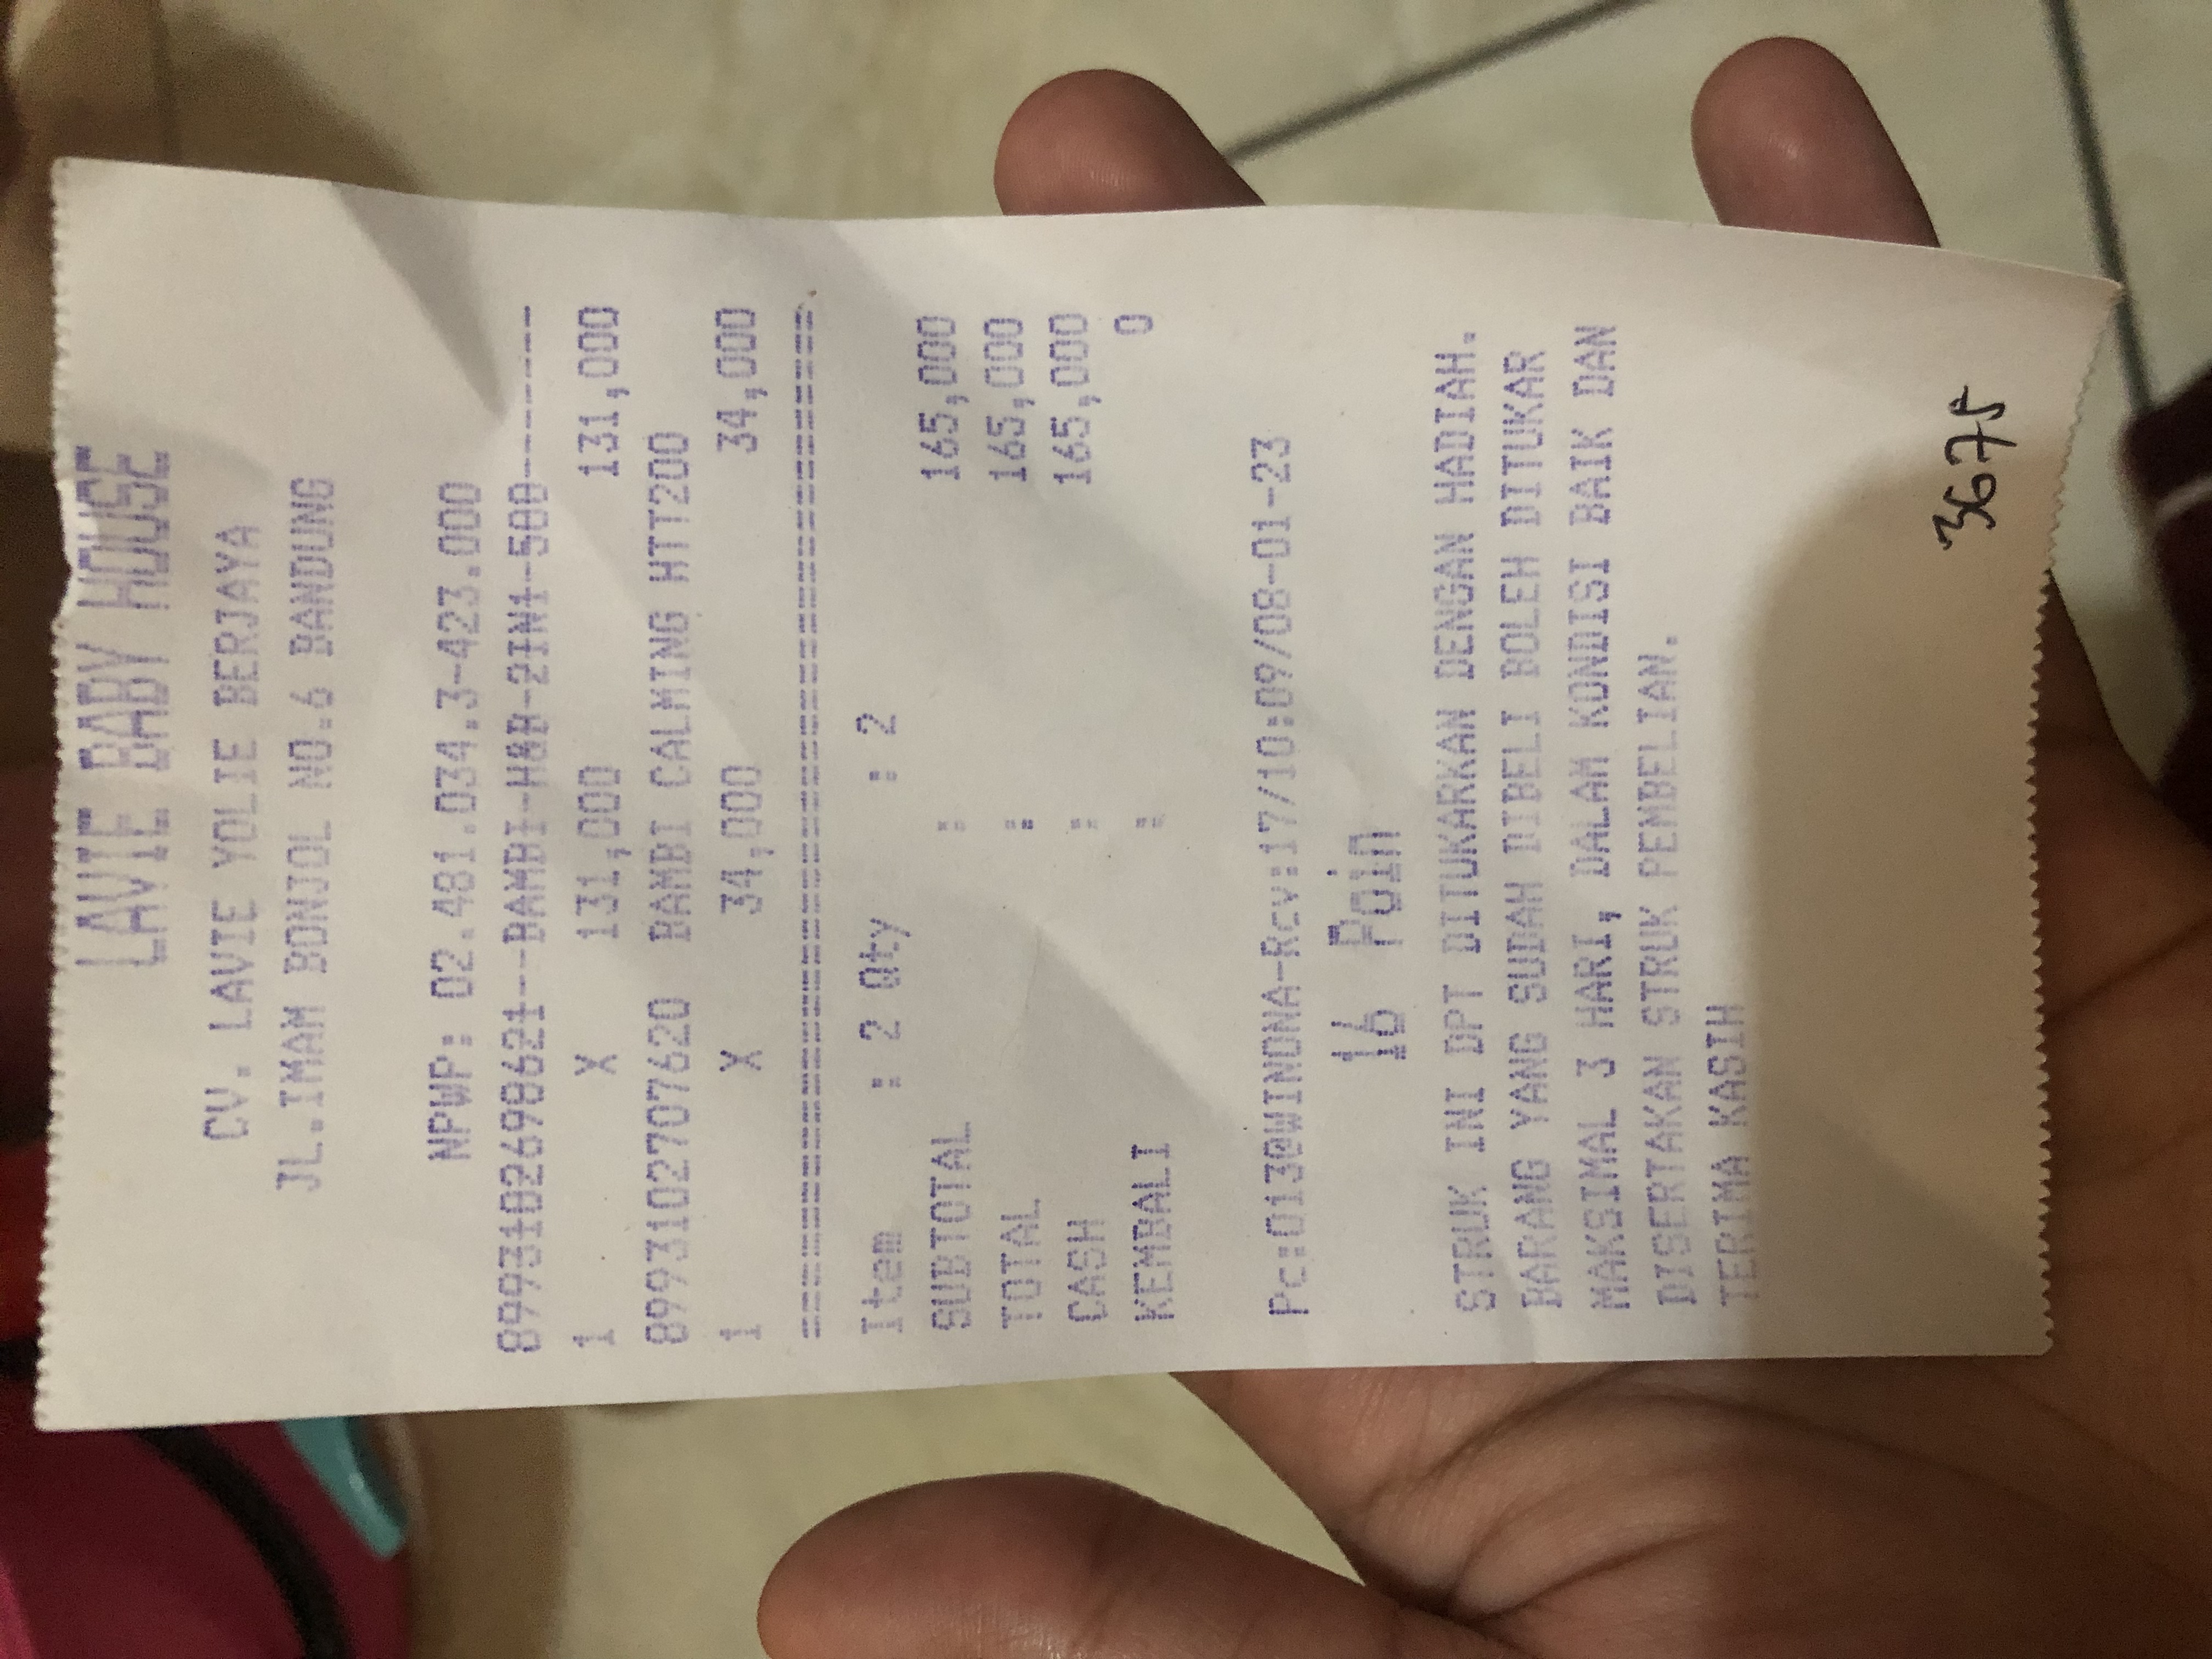 LAVIE BABY HOUSE
CV. LAVIE YOLIE BERJAYA
JL.IMAM BONJOL NO.6 BANDUNG
NPWP: 02.481.034.3-423.000
8993102698621--BAMBI-H&B-2IN1-500------
1 X 131,000 131,000
8993102707620 BAMBI CALMING HTT200
1 X 34,000 34,000
Item : 2 Qty : 2
SUBTOTAL : 165,000
TOTAL : 165,000
CASH : 165,000
KEMBALI : 0
Pc:013@WINDNA-Rcv:17/10:09/08-01-23
16 Poin
STRUK INI DPT DITUKARKAN DENGAN HADIAH.
BARANG YANG SUDAH DIBELI BOLEH DITUKAR
MAKSIMAL 3 HARI, DALAM KONDISI BAIK DAN
DISERTAKAN STRUK PEMBELIAN.
TERIMA KASIH
3675